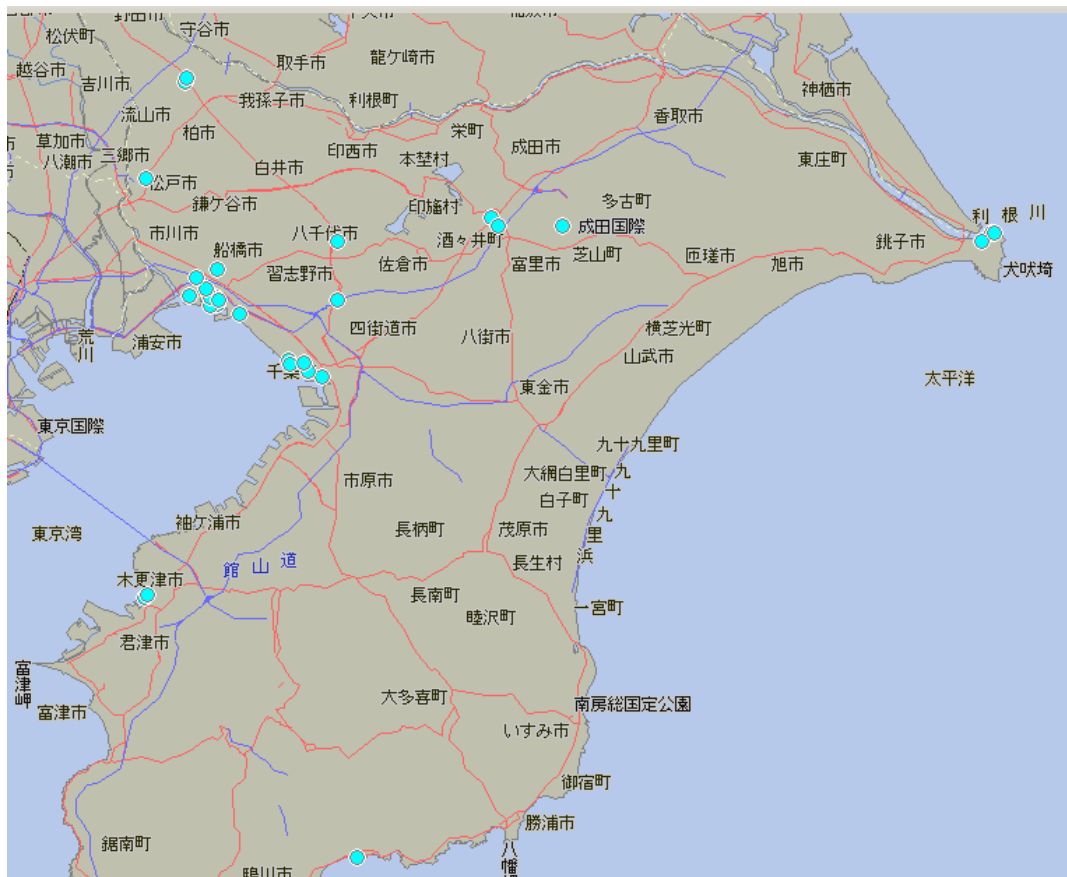 野田市
守谷市
松伏町
取手市
龍ケ崎市
越谷市
吉川市
神栖市
流山市
我孫子市
利根町
香取市
柏市
栄町
草加市
印西市
成田市
八潮市
三郷市
白井市
本埜村
東庄町
松戸市
鎌ケ谷市
印旛村
多古町
利根川
市川市
八千代市
酒々井町
成田国際
銚子市
船橋市
芝山町
匝瑳市
旭市
佐倉市
富里市
習志野市
犬吠埼
四街道市
八街市
横芝光町
荒川
浦安市
山武市
千葉
東金市
太平洋
東京国際
九十九里町
市原市
大網白里町
九十九里浜
白子町
袖ケ浦市
長柄町
茂原市
東京湾
館山道
長生村
木更津市
長南町
一宮町
睦沢町
君津市
富津岬
大多喜町
南房総国定公園
富津市
いすみ市
御宿町
勝浦市
鋸南町
八幡
鴨川市